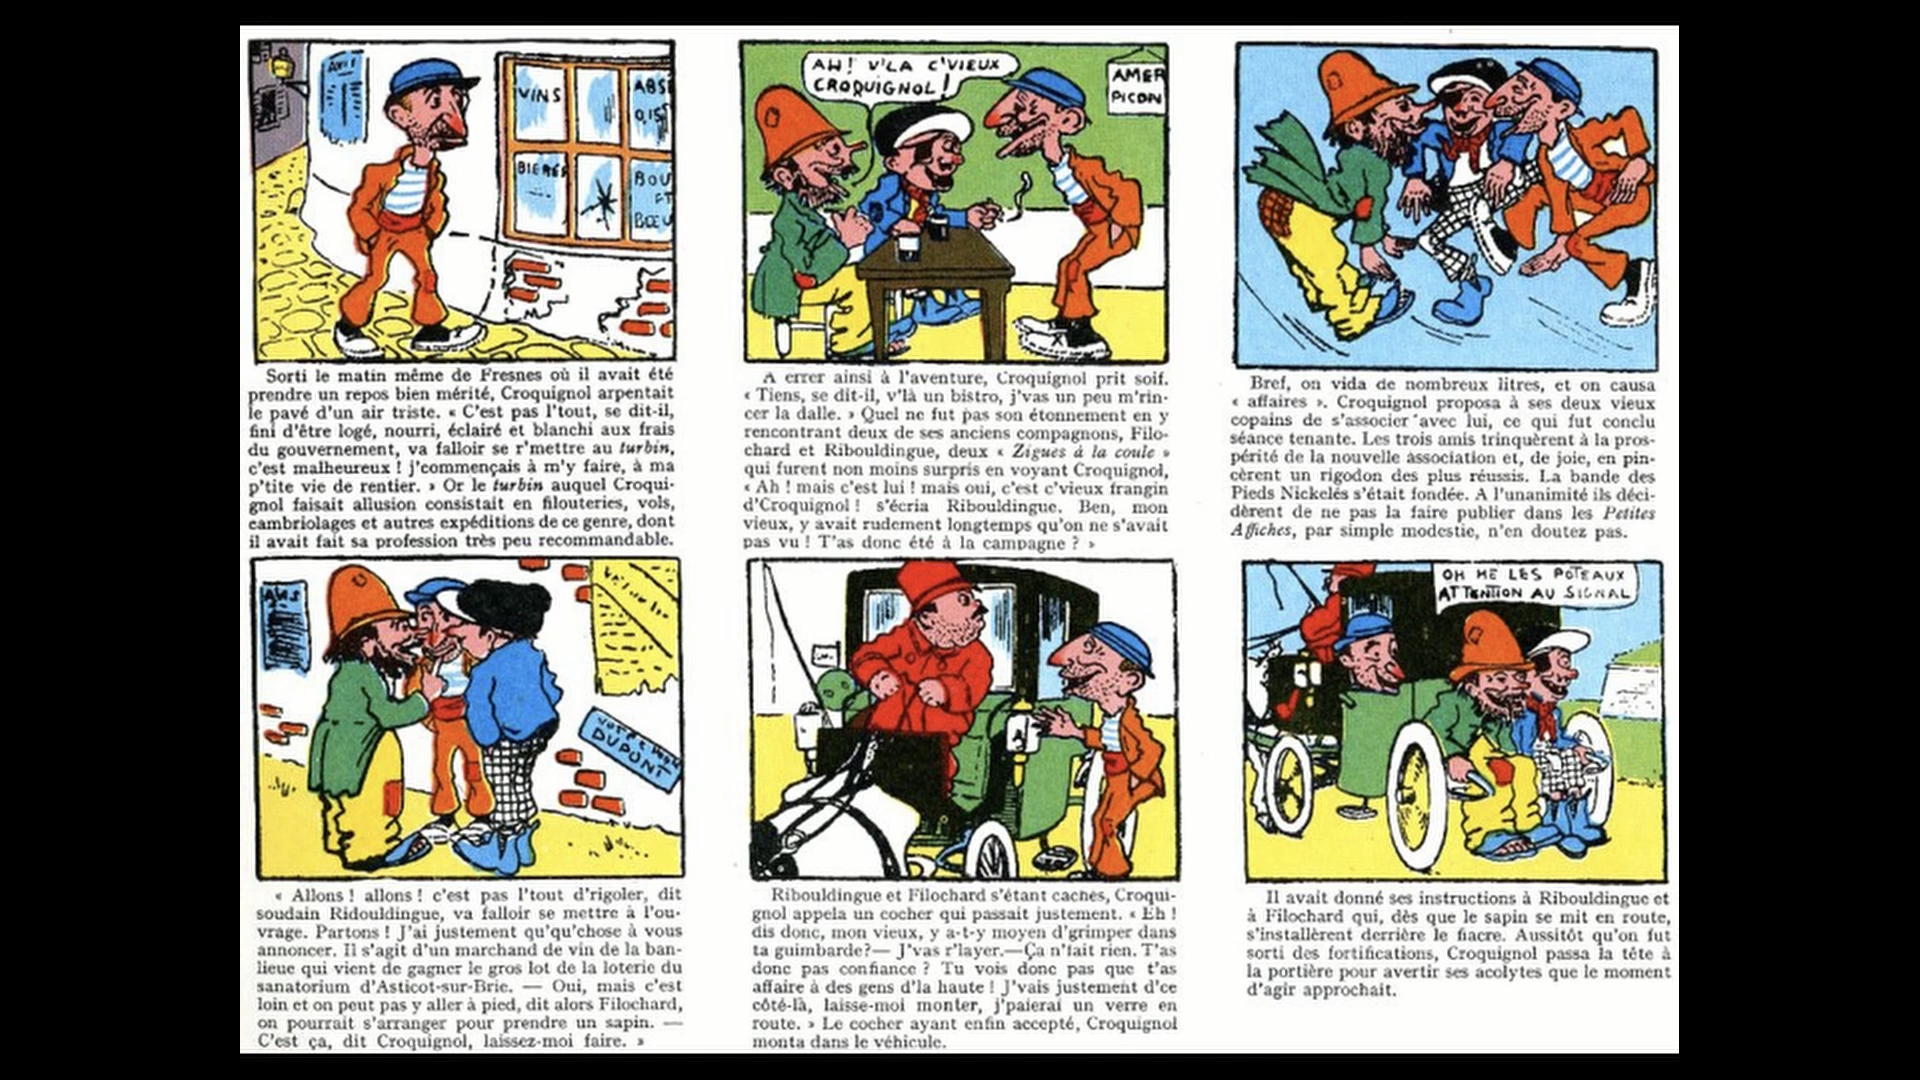 AVIS
VINS
ABS
0,15
BIERES
BOU
ET
BŒU
Sorti le matin même de Fresnes où il avait été
prendre un repos bien mérité, Croquignol arpentait
le pavé d'un air triste. « C'est pas l'tout, se dit-il,
fini d'être logé, nourri, éclairé et blanchi aux frais
du gouvernement, va falloir se r'mettre au turbin,
c'est malheureux ! j'commençais à m'y faire, à ma
p'tite vie de rentier. » Or le turbin auquel Croqui-
gnol faisait allusion consistait en filouteries, vols,
cambriolages et autres expéditions de ce genre, dont
il avait fait sa profession très peu recommandable.
AH! V'LA C'VIEUX
CROQUIGNOL!
AMER
PICON
A errer ainsi à l'aventure, Croquignol prit soif.
« Tiens, se dit-il, v'là un bistro, j'vas un peu m'rin-
cer la dalle. » Quel ne fut pas son étonnement en y
rencontrant deux de ses anciens compagnons, Filo-
chard et Ribouldingue, deux « Zigues à la coule »
qui furent non moins surpris en voyant Croquignol,
« Ah ! mais c'est lui ! mais oui, c'est c'vieux frangin
d'Croquignol ! s'écria Ribouldingue. Ben, mon
vieux, y avait rudement longtemps qu'on ne s'avait
pas vu ! T'as donc été à la campagne ? »
Bref, on vida de nombreux litres, et on causa
« affaires ». Croquignol proposa à ses deux vieux
copains de s'associer avec lui, ce qui fut conclu
séance tenante. Les trois amis trinquèrent à la pros-
périté de la nouvelle association et, de joie, en pin-
cèrent un rigodon des plus réussis. La bande des
Pieds Nickelés s'était fondée. A l'unanimité ils déci-
dèrent de ne pas la faire publier dans les Petites
Affiches, par simple modestie, n'en doutez pas.
AVIS
DUPONT
« Allons ! allons ! c'est pas l'tout d'rigoler, dit
soudain Ridouldingue, va falloir se mettre à l'ou-
vrage. Partons ! J'ai justement qu'qu'chose à vous
annoncer. Il s'agit d'un marchand de vin de la ban-
lieue qui vient de gagner le gros lot de la loterie du
sanatorium d'Asticot-sur-Brie. — Oui, mais c'est
loin et on peut pas y aller à pied, dit alors Filochard,
on pourrait s'arranger pour prendre un sapin. —
C'est ça, dit Croquignol, laissez-moi faire. »
Ribouldingue et Filochard s'étant cachés, Croqui-
gnol appela un cocher qui passait justement. « Eh !
dis donc, mon vieux, y a-t-y moyen d'grimper dans
ta guimbarde?— J'vas r'layer.—Ça n'fait rien. T'as
donc pas confiance ? Tu vois donc pas que t'as
affaire à des gens d'la haute ! J'vais justement d'ce
côté-là, laisse-moi monter, j'paierai un verre en
route. » Le cocher ayant enfin accepté, Croquignol
monta dans le véhicule.
OH HE LES POTEAUX
ATTENTION AU SIGNAL
Il avait donné ses instructions à Ribouldingue et
à Filochard qui, dès que le sapin se mit en route,
s'installèrent derrière le fiacre. Aussitôt qu'on fut
sorti des fortifications, Croquignol passa la tête à
la portière pour avertir ses acolytes que le moment
d'agir approchait.